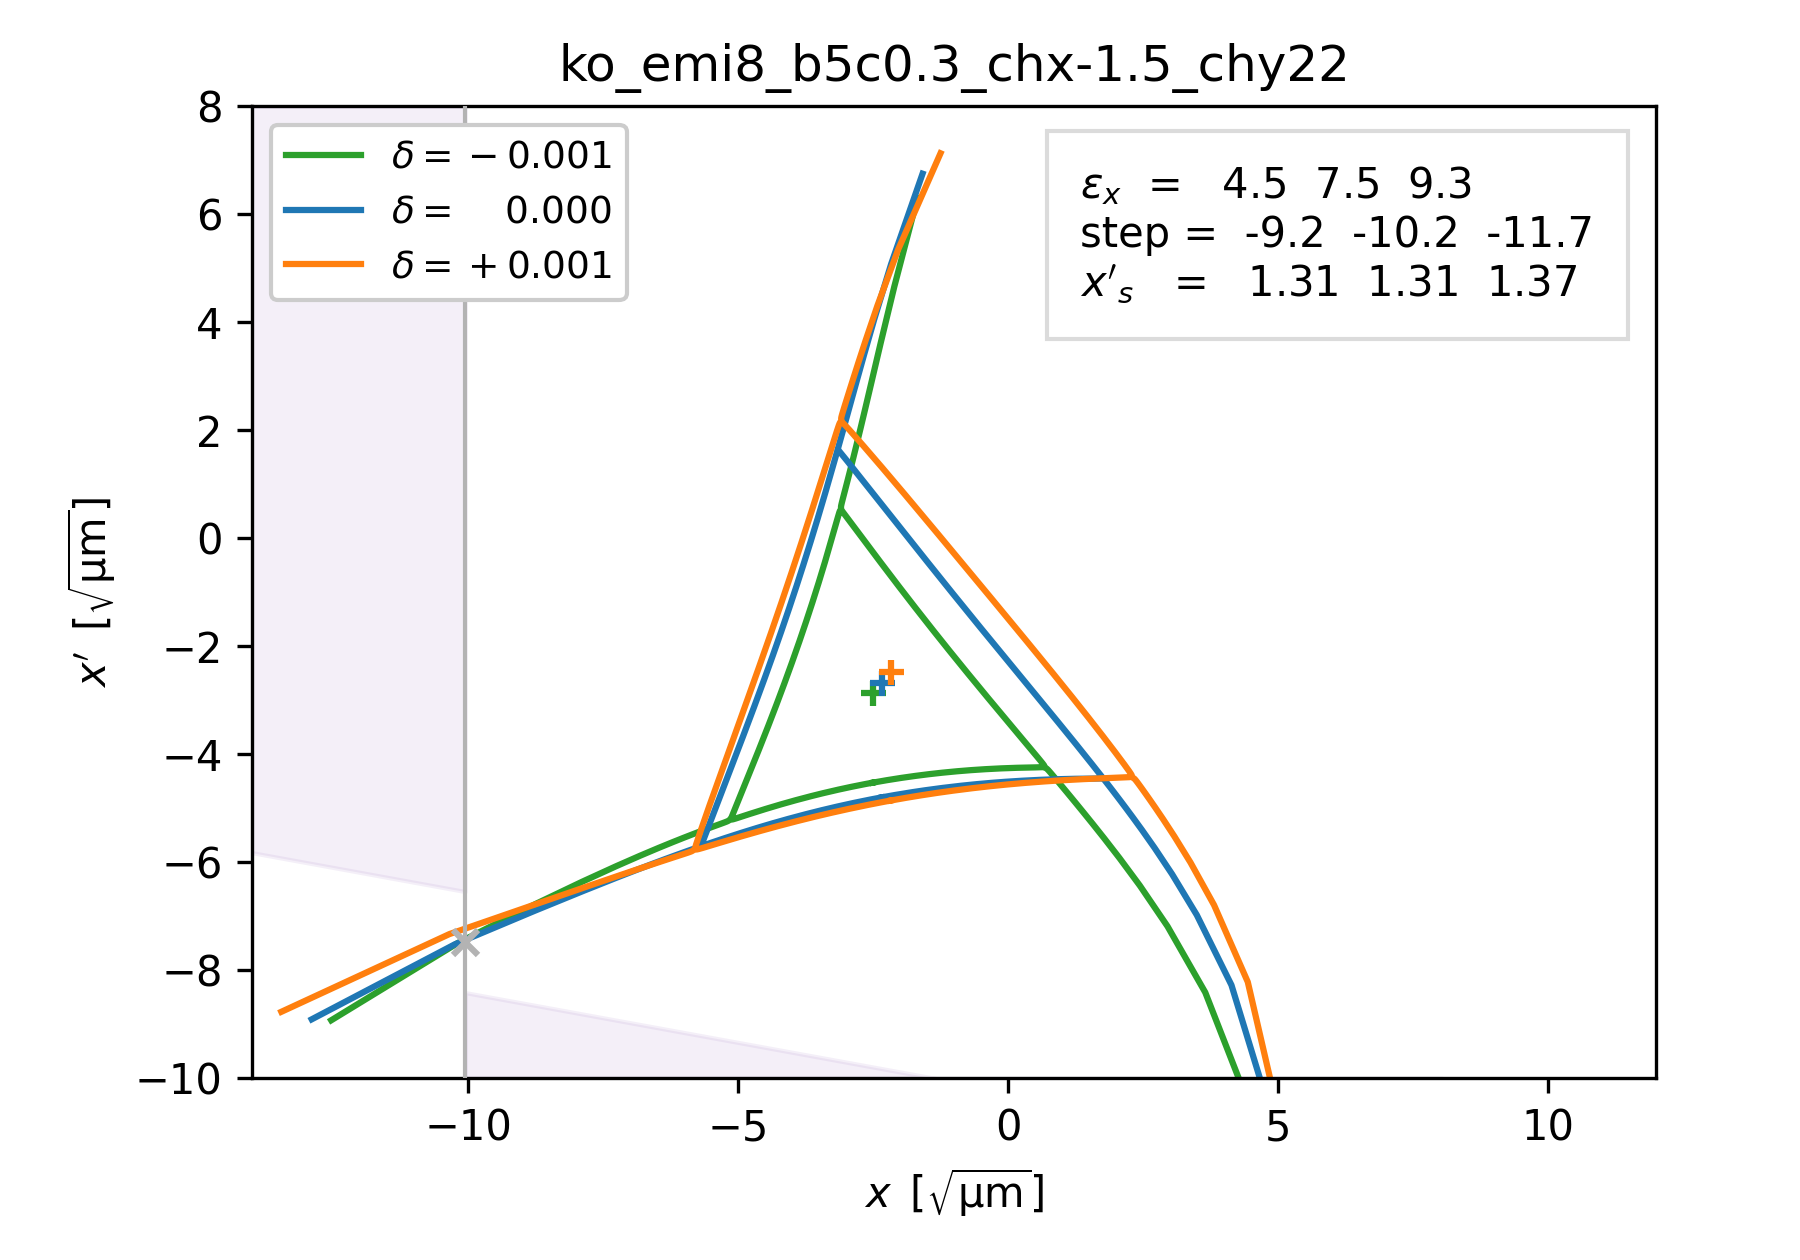 ko_emi8_b5c0.3_chx-1.5_chy22
δ = − 0.001
δ = 0.000
δ = + 0.001
εx = 4.5 7.5 9.3
step = -9.2 -10.2 -11.7
x′s = 1.31 1.31 1.37
8
6
4
2
0
−2
−4
−6
−8
−10
x′ [√µm]
−10 −5 0 5 10
x [√µm]